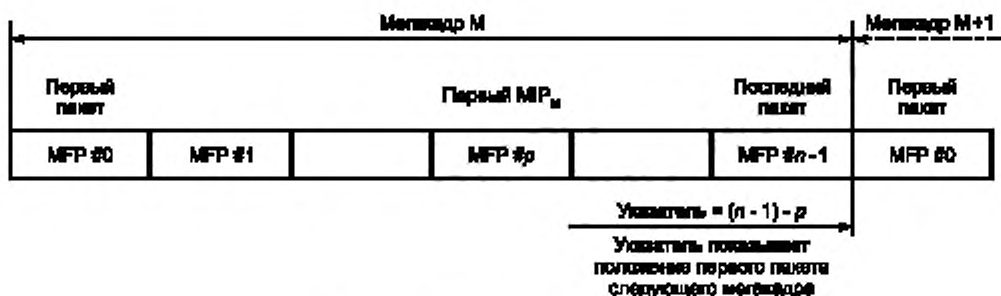 Мегакадр М
Мегакадр М+1
Первый
пакет
Первый MIPм
Последний
пакет
Первый
пакет
MFP #0
MFP #1
MFP #p
MFP #n-1
MFP #0
Указатель = (n - 1) - p
Указатель показывает
положение первого пакета
следующего мегакадра